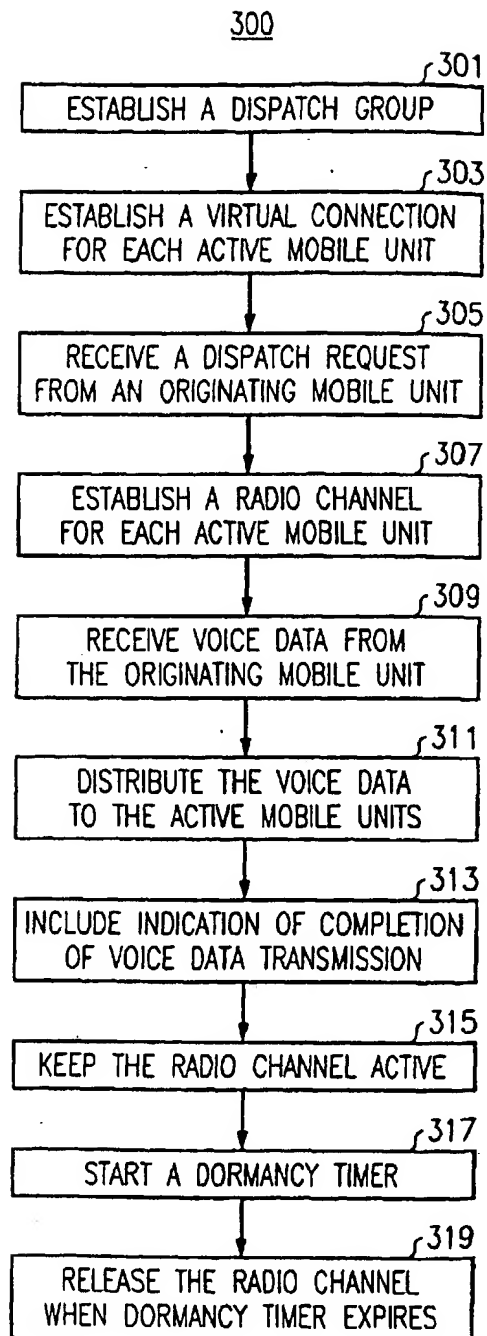 300
301
ESTABLISH A DISPATCH GROUP
303
ESTABLISH A VIRTUAL CONNECTION
FOR EACH ACTIVE MOBILE UNIT
305
RECEIVE A DISPATCH REQUEST
FROM AN ORIGINATING MOBILE UNIT
307
ESTABLISH A RADIO CHANNEL
FOR EACH ACTIVE MOBILE UNIT
309
RECEIVE VOICE DATA FROM
THE ORIGINATING MOBILE UNIT
311
DISTRIBUTE THE VOICE DATA
TO THE ACTIVE MOBILE UNITS
313
INCLUDE INDICATION OF COMPLETION
OF VOICE DATA TRANSMISSION
315
KEEP THE RADIO CHANNEL ACTIVE
317
START A DORMANCY TIMER
319
RELEASE THE RADIO CHANNEL
WHEN DORMANCY TIMER EXPIRES